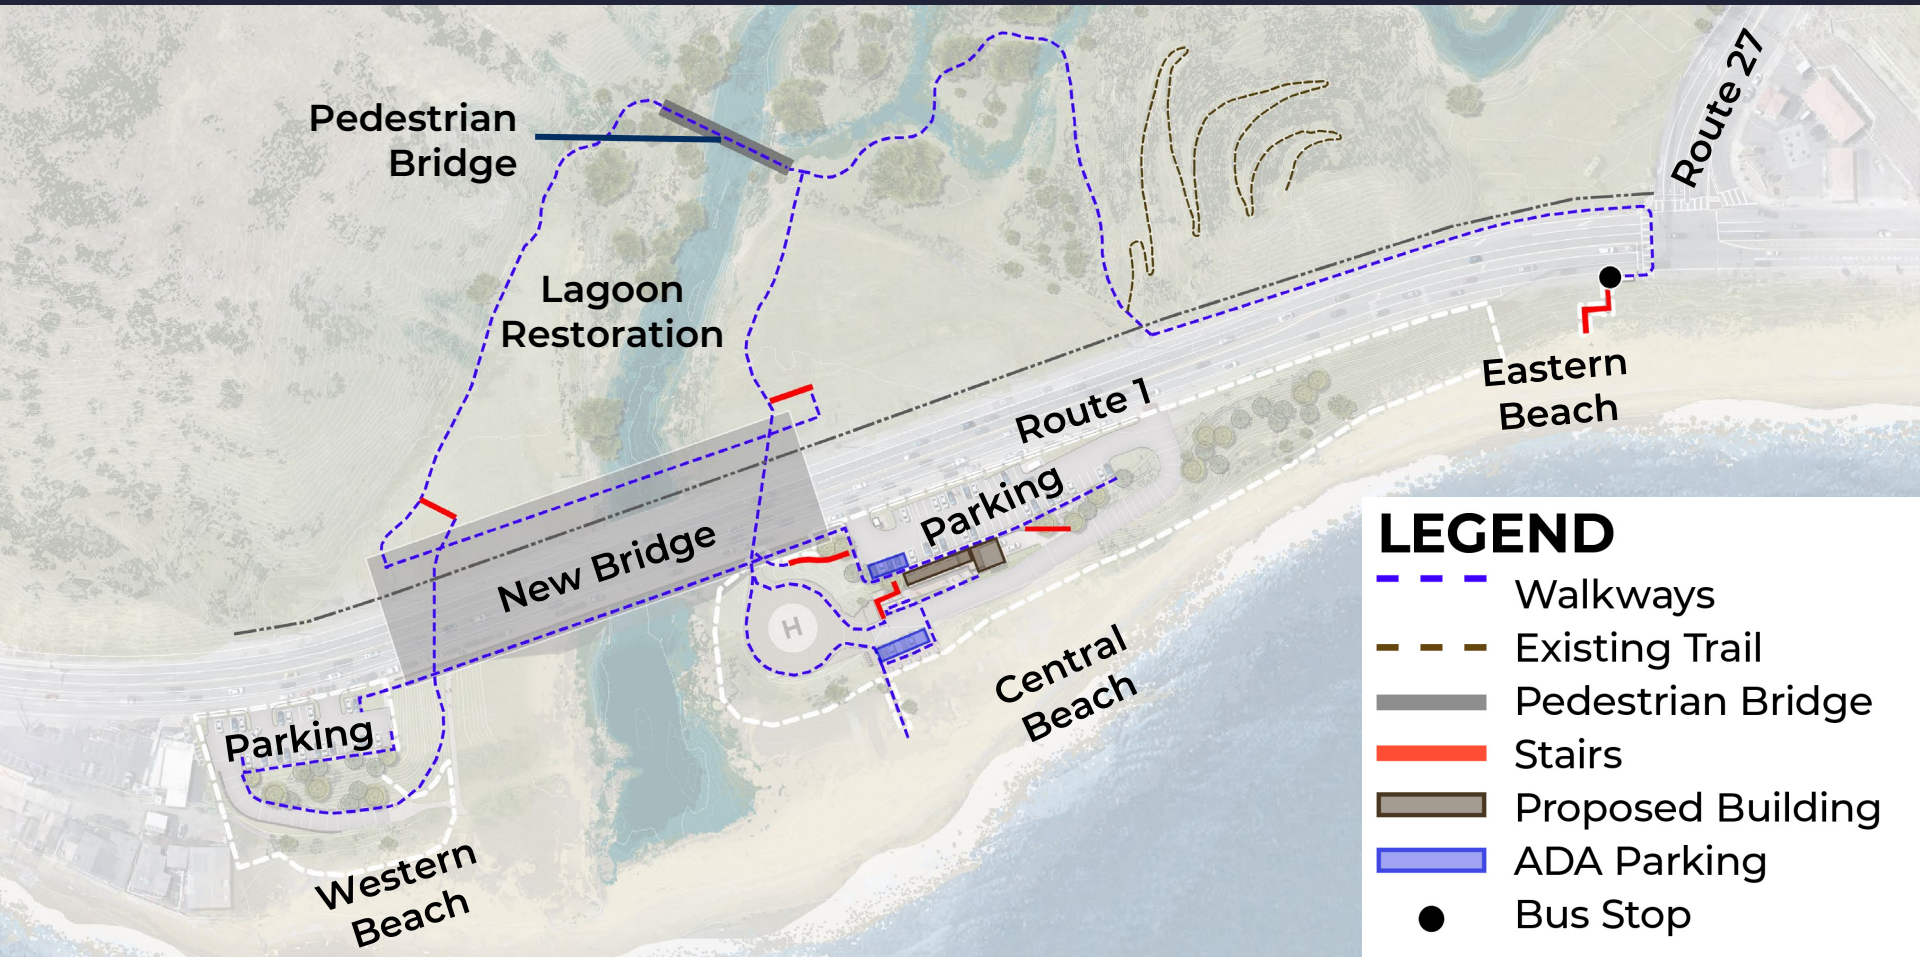 Pedestrian
Bridge
Route 27
Lagoon
Restoration
Eastern
Beach
Route 1
Parking
New Bridge
H
Central
Beach
Parking
Western
Beach
LEGEND
Walkways
Existing Trail
Pedestrian Bridge
Stairs
Proposed Building
ADA Parking
Bus Stop